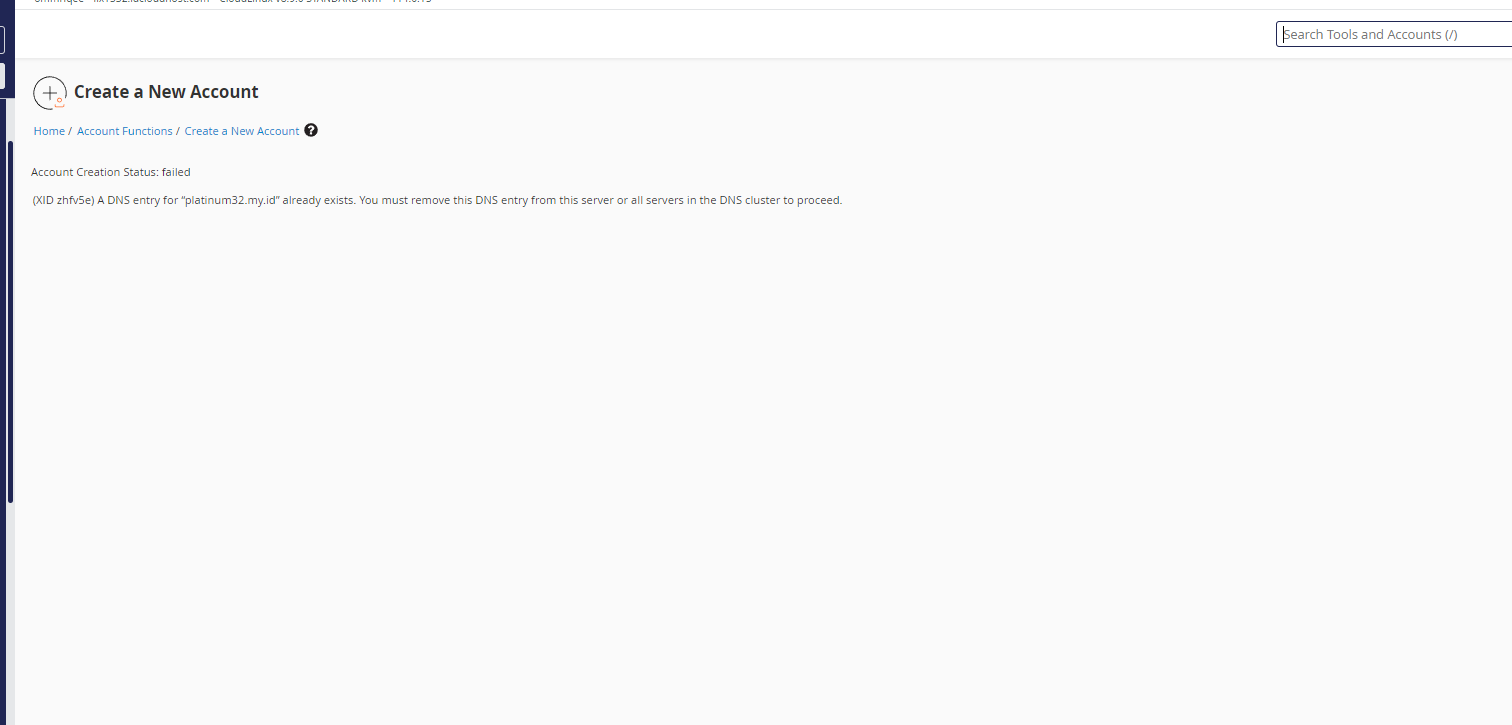 Search Tools and Accounts (/)
Create a New Account
Home / Account Functions / Create a New Account
Account Creation Status: failed
(XID zhfv5e) A DNS entry for “platinum32.my.id” already exists. You must remove this DNS entry from this server or all servers in the DNS cluster to proceed.